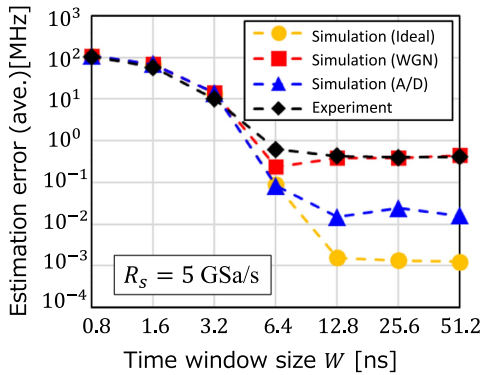 Estimation error (ave.)[MHz]
10²
10¹
10⁰
10⁻¹
10⁻²
10⁻³
10⁻⁴
Simulation (Ideal)
Simulation (WGN)
Simulation (A/D)
Experiment
R_s = 5 GSa/s
0.8 1.6 3.2 6.4 12.8 25.6 51.2
Time window size W [ns]